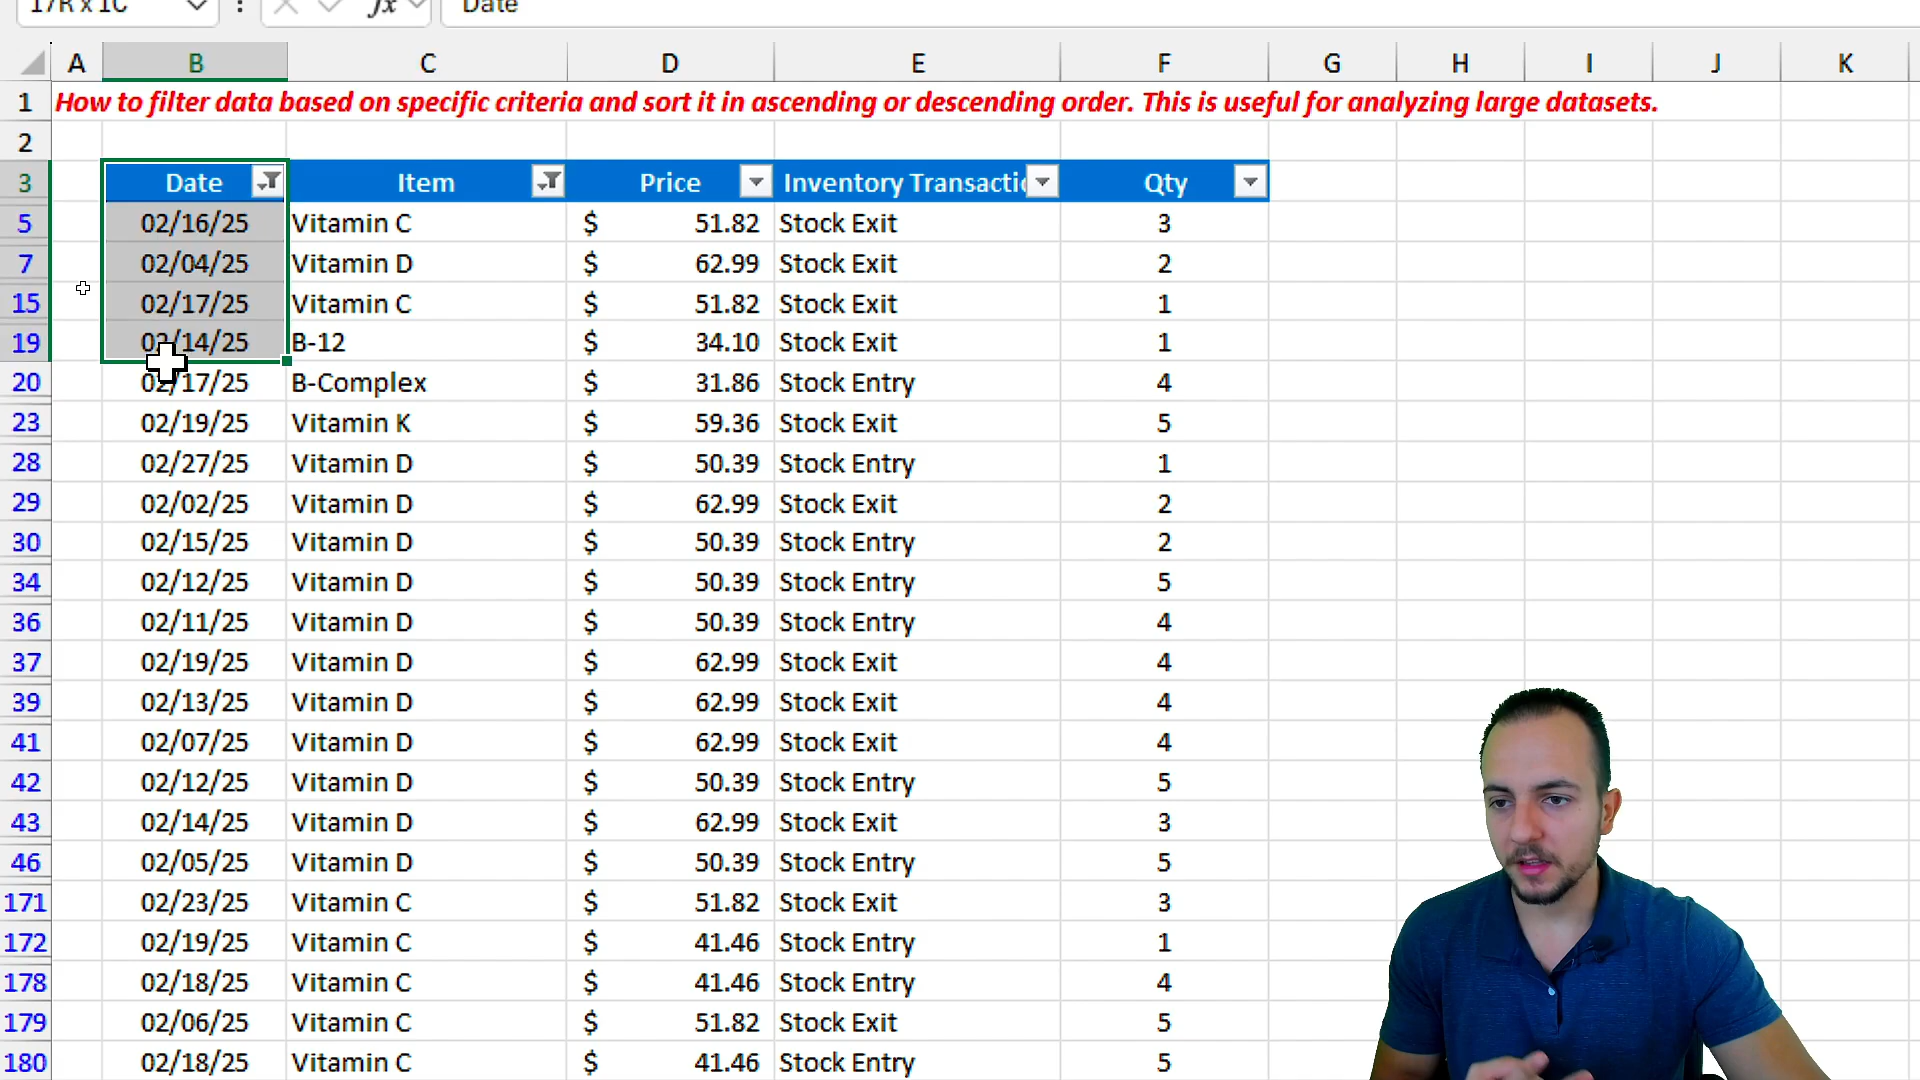 17R x 1C fx Date
A B C D E F G H I J K
1 How to filter data based on specific criteria and sort it in ascending or descending order. This is useful for analyzing large datasets.
2
3 Date Item Price Inventory Transactio Qty
5 02/16/25 Vitamin C $ 51.82 Stock Exit 3
7 02/04/25 Vitamin D $ 62.99 Stock Exit 2
15 02/17/25 Vitamin C $ 51.82 Stock Exit 1
19 02/14/25 B-12 $ 34.10 Stock Exit 1
20 02/17/25 B-Complex $ 31.86 Stock Entry 4
23 02/19/25 Vitamin K $ 59.36 Stock Exit 5
28 02/27/25 Vitamin D $ 50.39 Stock Entry 1
29 02/02/25 Vitamin D $ 62.99 Stock Exit 2
30 02/15/25 Vitamin D $ 50.39 Stock Entry 2
34 02/12/25 Vitamin D $ 50.39 Stock Entry 5
36 02/11/25 Vitamin D $ 50.39 Stock Entry 4
37 02/19/25 Vitamin D $ 62.99 Stock Exit 4
39 02/13/25 Vitamin D $ 62.99 Stock Exit 4
41 02/07/25 Vitamin D $ 62.99 Stock Exit 4
42 02/12/25 Vitamin D $ 50.39 Stock Entry 5
43 02/14/25 Vitamin D $ 62.99 Stock Exit 3
46 02/05/25 Vitamin D $ 50.39 Stock Entry 5
171 02/23/25 Vitamin C $ 51.82 Stock Exit 3
172 02/19/25 Vitamin C $ 41.46 Stock Entry 1
178 02/18/25 Vitamin C $ 41.46 Stock Entry 4
179 02/06/25 Vitamin C $ 51.82 Stock Exit 5
180 02/18/25 Vitamin C $ 41.46 Stock Entry 5